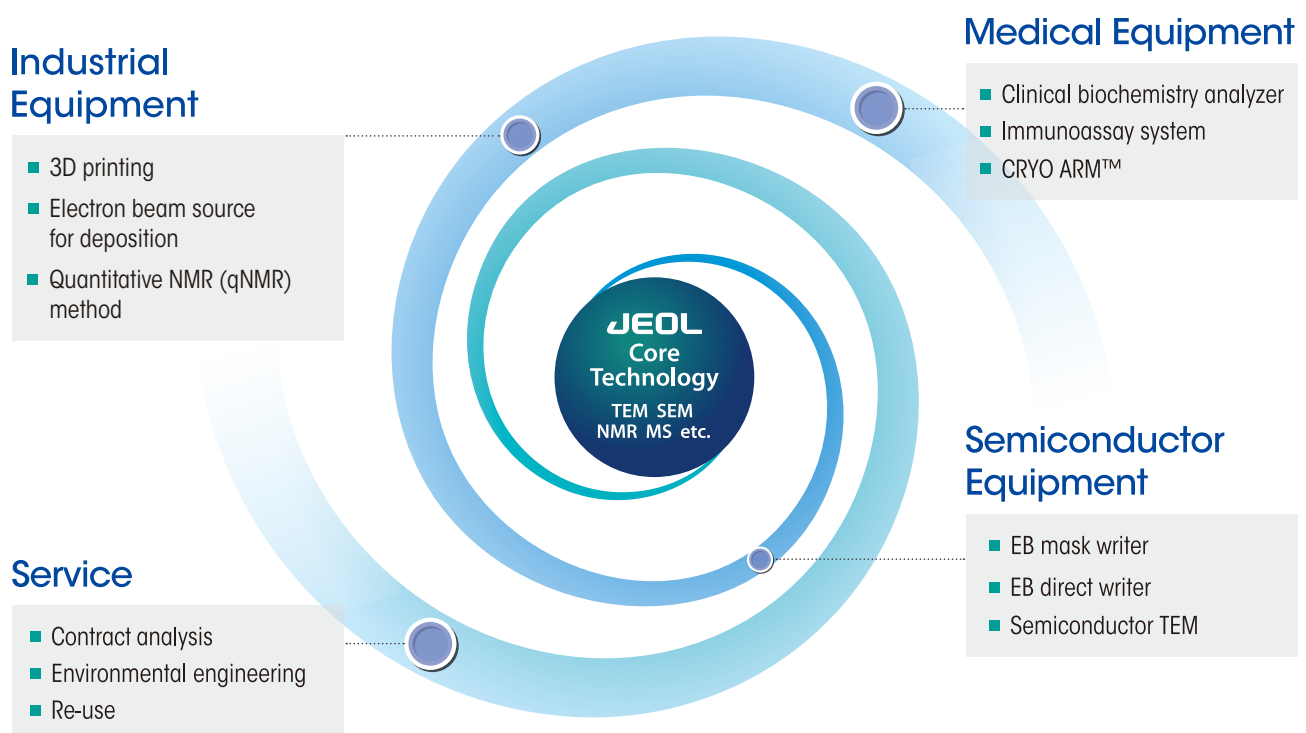 Industrial
Equipment
3D printing
Electron beam source
for deposition
Quantitative NMR (qNMR)
method
Medical Equipment
Clinical biochemistry analyzer
Immunoassay system
CRYO ARM™
JEOL
Core
Technology
TEM SEM
NMR MS etc.
Semiconductor
Equipment
EB mask writer
EB direct writer
Semiconductor TEM
Service
Contract analysis
Environmental engineering
Re-use